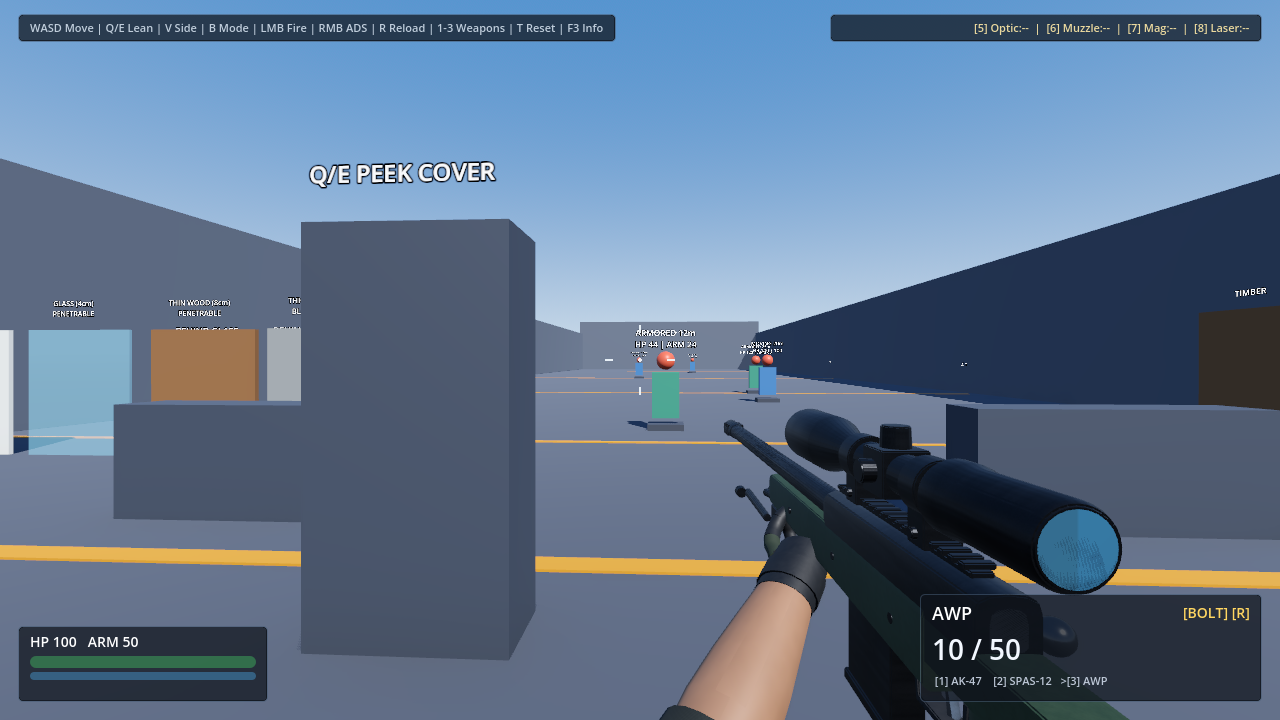 WASD Move | Q/E Lean | V Side | B Mode | LMB Fire | RMB ADS | R Reload | 1-3 Weapons | T Reset | F3 Info
[5] Optic:-- | [6] Muzzle:-- | [7] Mag:-- | [8] Laser:--
Q/E PEEK COVER
GLASS (4cm)
PENETRABLE
THIN WOOD (8cm)
PENETRABLE
TIMBER
ARMORED 12m
HP 44 | ARM 24
HP 100 ARM 50
AWP [BOLT] [R]
10 / 50
[1] AK-47 [2] SPAS-12 >[3] AWP